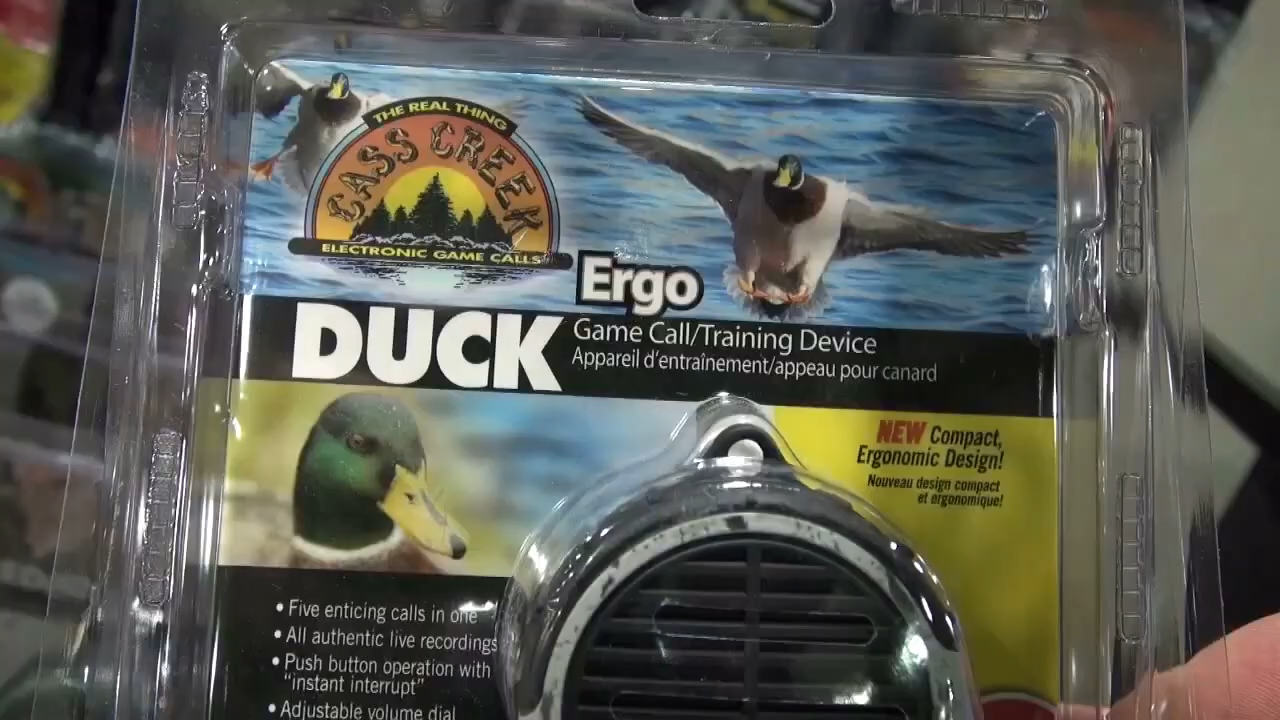 THE REAL THING
CASS CREEK
ELECTRONIC GAME CALLS
Ergo
DUCK
Game Call/Training Device
Appareil d'entraînement/appeau pour canard
NEW Compact,
Ergonomic Design!
Nouveau design compact
et ergonomique!
• Five enticing calls in one
• All authentic live recordings
• Push button operation with
"instant interrupt"
• Adjustable volume dial